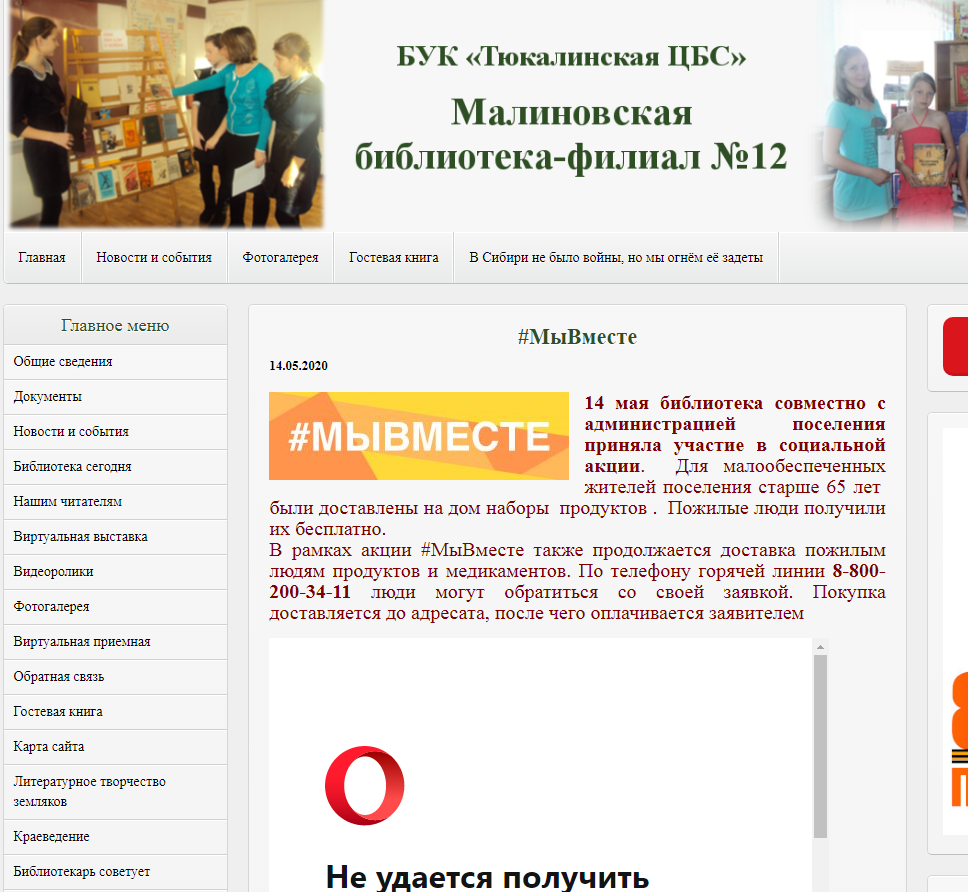 БУК «Тюкалинская ЦБС»
Малиновская
библиотека-филиал №12
Главная
Новости и события
Фотогалерея
Гостевая книга
В Сибири не было войны, но мы огнём её задеты
Главное меню
Общие сведения
Документы
Новости и события
Библиотека сегодня
Нашим читателям
Виртуальная выставка
Видеоролики
Фотогалерея
Виртуальная приемная
Обратная связь
Гостевая книга
Карта сайта
Литературное творчество
земляков
Краеведение
Библиотекарь советует
#МыВместе
14.05.2020
#МЫВМЕСТЕ
14 мая библиотека совместно с
администрацией поселения
приняла участие в социальной
акции. Для малообеспеченных
жителей поселения старше 65 лет
были доставлены на дом наборы продуктов . Пожилые люди получили
их бесплатно.
В рамках акции #МыВместе также продолжается доставка пожилым
людям продуктов и медикаментов. По телефону горячей линии 8-800-
200-34-11 люди могут обратиться со своей заявкой. Покупка
доставляется до адресата, после чего оплачивается заявителем
Не удается получить